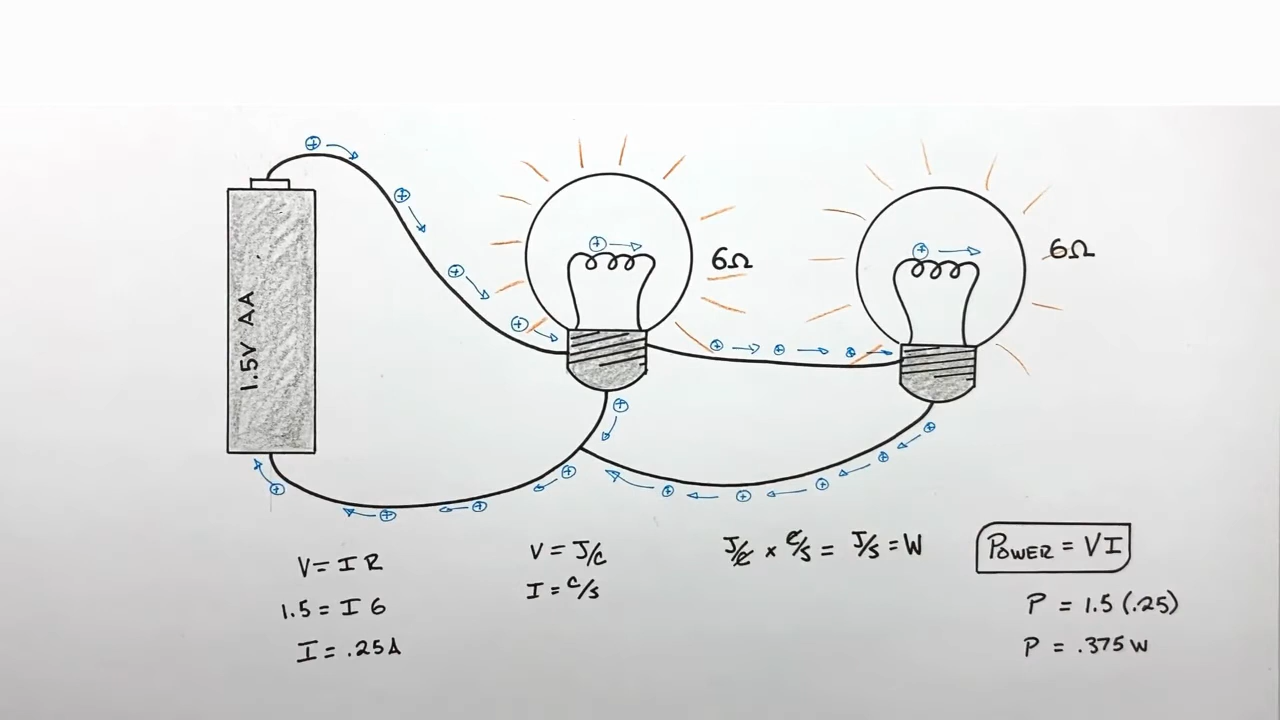 1.5V AA
6Ω
6Ω
V = I R
1.5 = I 6
I = .25A
V = J/C
I = C/S
J/C x C/S = J/S = W
POWER = VI
P = 1.5 (.25)
P = .375 W